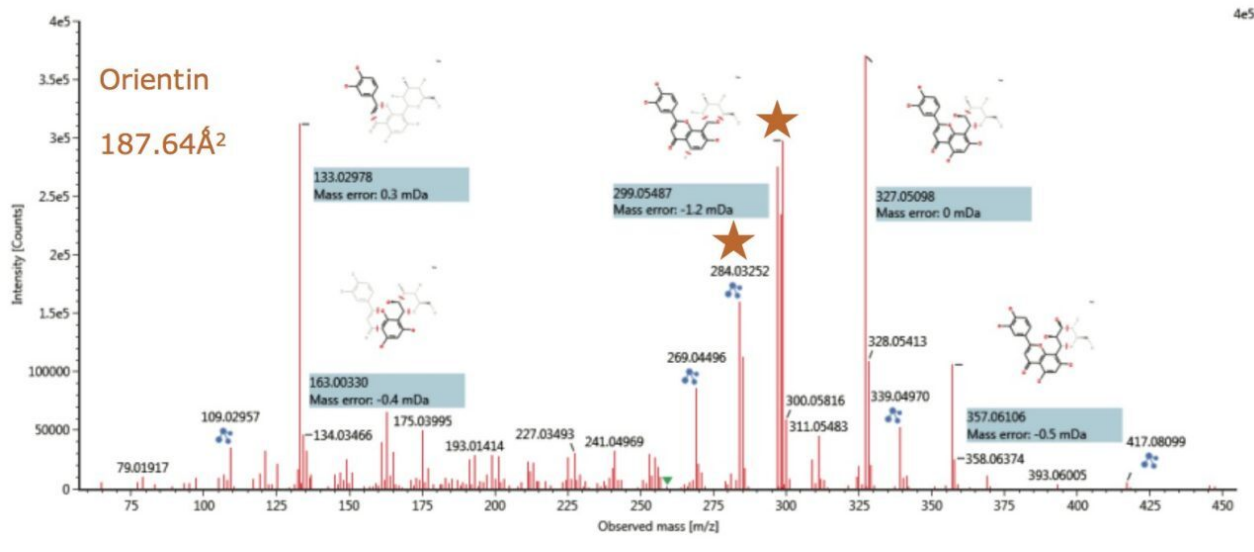 4e5
4e5
3.5e5
3e5
2.5e5
2e5
1.5e5
100000
50000
0
Intensity [Counts]
Orientin
187.64Å²
133.02978
Mass error: 0.3 mDa
299.05487
Mass error: -1.2 mDa
327.05098
Mass error: 0 mDa
284.03252
163.00330
Mass error: -0.4 mDa
269.04496
328.05413
339.04970
357.06106
Mass error: -0.5 mDa
109.02957
134.03466
175.03995
193.01414
227.03493
241.04969
300.05816
311.05483
358.06374
417.08099
79.01917
393.06005
75
100
125
150
175
200
225
250
275
300
325
350
375
400
425
450
Observed mass [m/z]